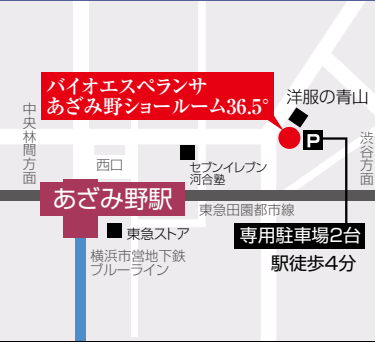 バイオエスペランサ
あざみ野ショールーム36.5°
洋服の青山
P
中央林間方面
渋谷方面
西口
セブンイレブン
河合塾
あざみ野駅
東急田園都市線
東急ストア
専用駐車場2台
駅徒歩4分
横浜市営地下鉄
ブルーライン